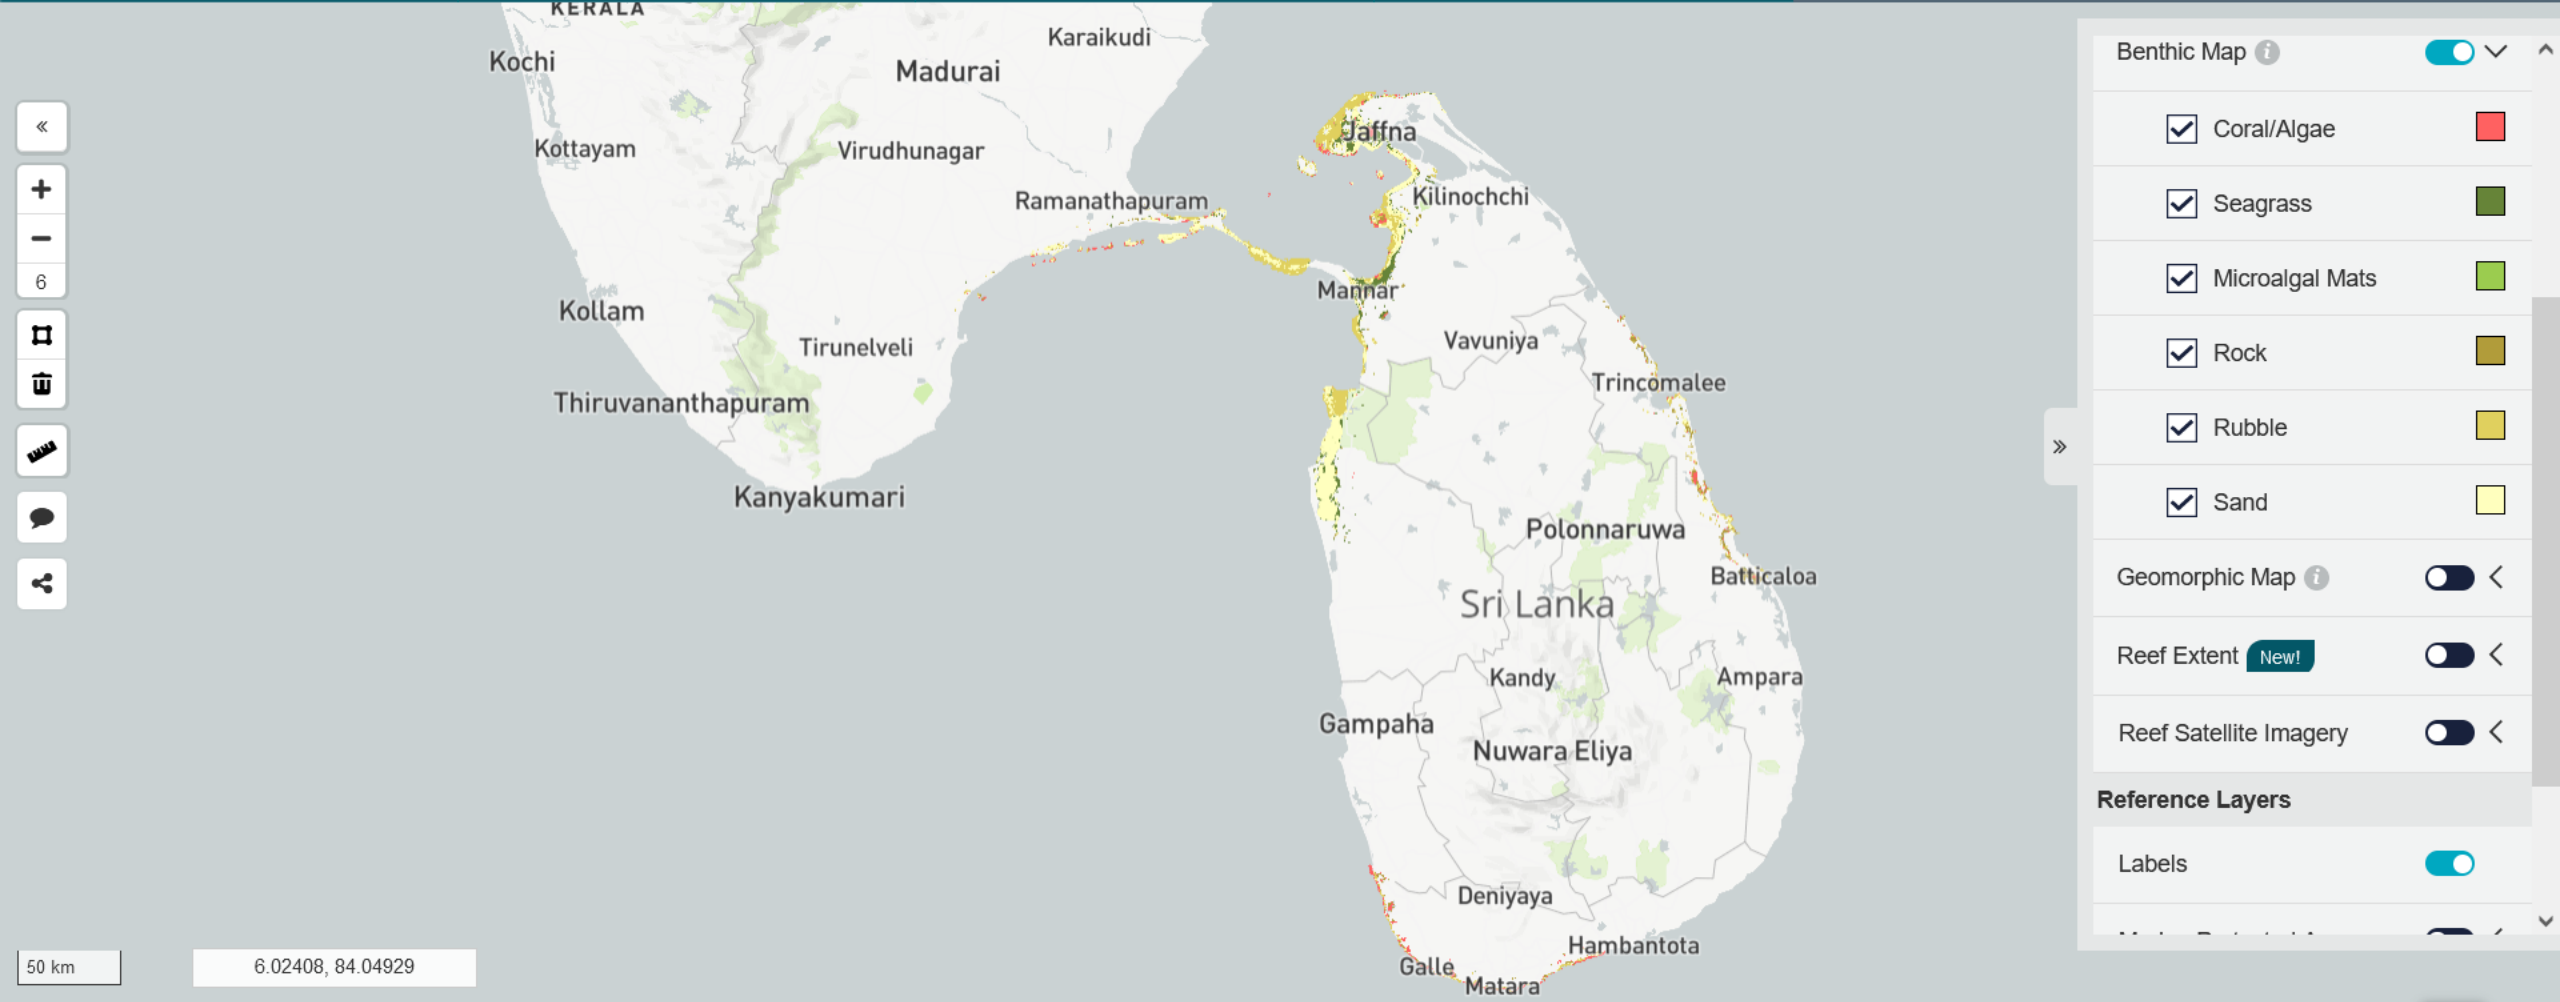 KERALA
Kochi
Karaikudi
Madurai
Kottayam
Virudhunagar
Jaffna
Ramanathapuram
Kilinochchi
Mannar
Kollam
Tirunelveli
Vavuniya
Thiruvananthapuram
Trincomalee
Kanyakumari
Polonnaruwa
Batticaloa
Sri Lanka
Kandy
Ampara
Gampaha
Nuwara Eliya
Deniyaya
Hambantota
Galle
Matara
«
+
−
6
50 km
6.02408, 84.04929
»
Benthic Map i
Coral/Algae
Seagrass
Microalgal Mats
Rock
Rubble
Sand
Geomorphic Map i
Reef Extent New!
Reef Satellite Imagery
Reference Layers
Labels